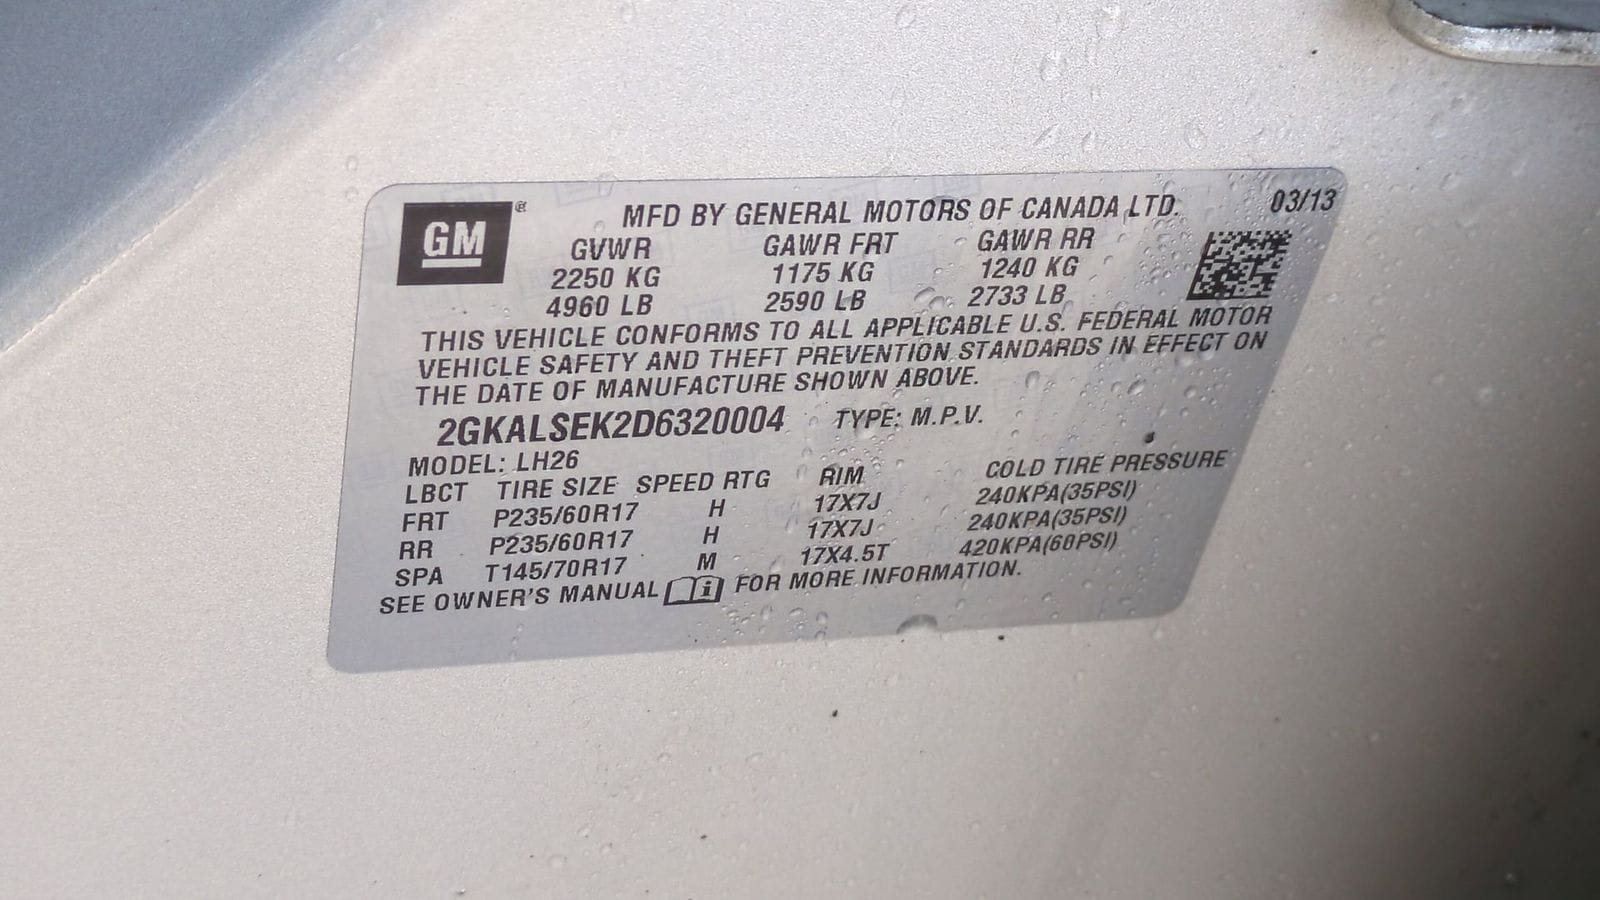 GM ®
MFD BY GENERAL MOTORS OF CANADA LTD. 03/13
GVWR GAWR FRT GAWR RR
2250 KG 1175 KG 1240 KG
4960 LB 2590 LB 2733 LB
THIS VEHICLE CONFORMS TO ALL APPLICABLE U.S. FEDERAL MOTOR
VEHICLE SAFETY AND THEFT PREVENTION STANDARDS IN EFFECT ON
THE DATE OF MANUFACTURE SHOWN ABOVE.
2GKALSEK2D6320004 TYPE: M.P.V.
MODEL: LH26
LBCT TIRE SIZE SPEED RTG RIM COLD TIRE PRESSURE
FRT P235/60R17 H 17X7J 240KPA(35PSI)
RR P235/60R17 H 17X7J 240KPA(35PSI)
SPA T145/70R17 M 17X4.5T 420KPA(60PSI)
SEE OWNER'S MANUAL i FOR MORE INFORMATION.